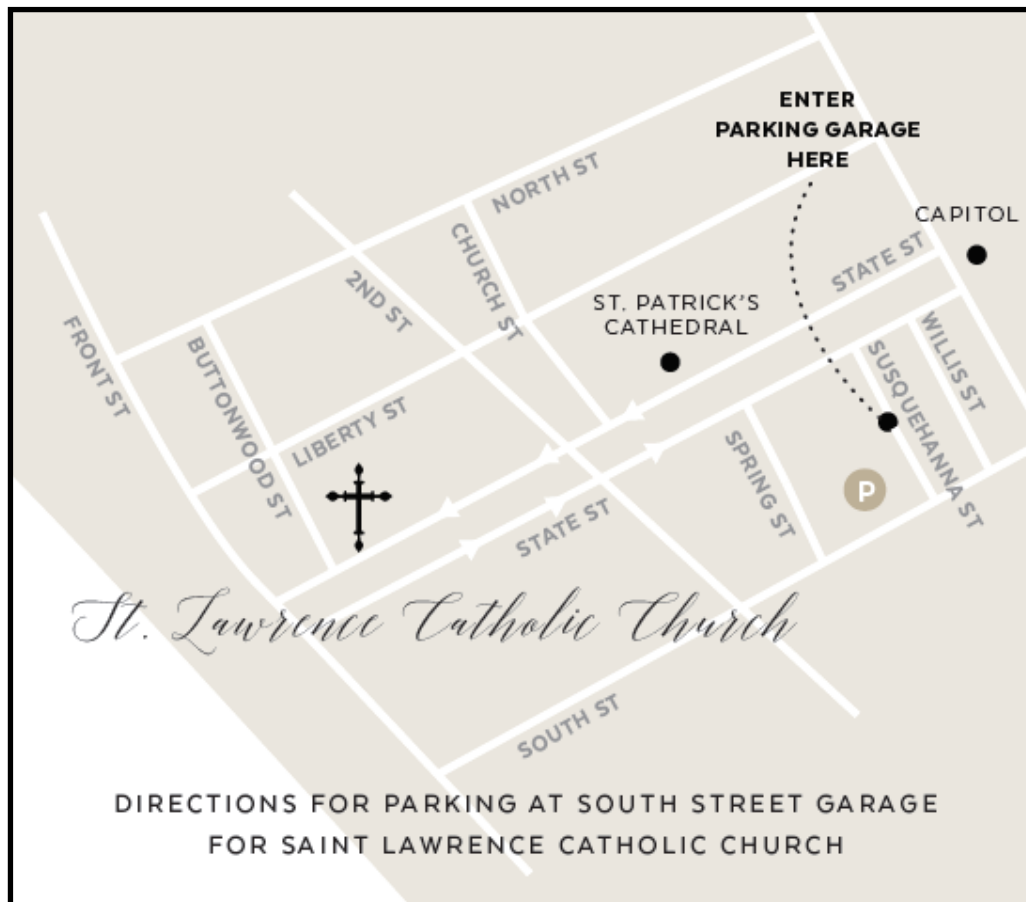 ENTER
PARKING GARAGE
HERE
NORTH ST
CAPITOL
CHURCH ST
STATE ST
2ND ST
ST. PATRICK'S
CATHEDRAL
FRONT ST
BUTTONWOOD ST
WILLIS ST
SUSQUEHANNA ST
LIBERTY ST
SPRING ST
P
STATE ST
St. Lawrence Catholic Church
SOUTH ST
DIRECTIONS FOR PARKING AT SOUTH STREET GARAGE
FOR SAINT LAWRENCE CATHOLIC CHURCH